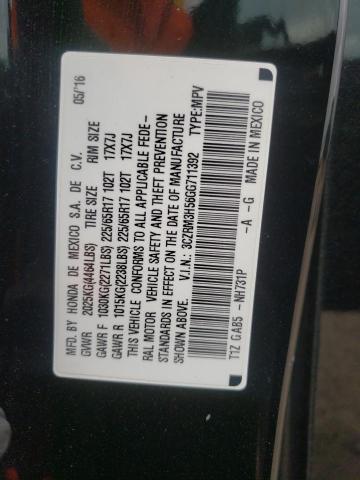 MFD. BY HONDA DE MEXICO S.A. DE C.V. 05/'16
GVWR 2025KG(4464LBS) TIRE SIZE RIM SIZE
GAWR F 1030KG(2271LBS) 225/65R17 102T 17X7J
GAWR R 1015KG(2238LBS) 225/65R17 102T 17X7J
THIS VEHICLE CONFORMS TO ALL APPLICABLE FEDE-
RAL MOTOR VEHICLE SAFETY AND THEFT PREVENTION
STANDARDS IN EFFECT ON THE DATE OF MANUFACTURE
SHOWN ABOVE. V.I.N.: 3CZRM3H56GG711392 TYPE:MPV
T1Z GAB5 -NH731P -A -G MADE IN MEXICO